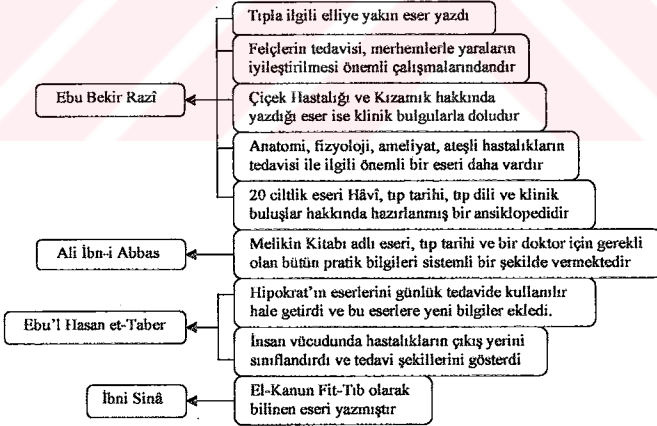 Tıpla ilgili elliye yakın eser yazdı
Felçlerin tedavisi, merhemlerle yaraların
iyileştirilmesi önemli çalışmalarındandır
Ebu Bekir Razî
Çiçek Hastalığı ve Kızamık hakkında
yazdığı eser ise klinik bulgularla doludur
Anatomi, fizyoloji, ameliyat, ateşli hastalıkların
tedavisi ile ilgili önemli bir eseri daha vardır
20 ciltlik eseri Hâvî, tıp tarihi, tıp dili ve klinik
buluşlar hakkında hazırlanmış bir ansiklopedidir
Ali İbn-i Abbas
Melikin Kitabı adlı eseri, tıp tarihi ve bir doktor için gerekli
olan bütün pratik bilgileri sistemli bir şekilde vermektedir
Ebu’l Hasan et-Taber
Hipokrat’ın eserlerini günlük tedavide kullanılır
hale getirdi ve bu eserlere yeni bilgiler ekledi.
İnsan vücudunda hastalıkların çıkış yerini
sınıflandırdı ve tedavi şekillerini gösterdi
İbni Sinâ
El-Kanun Fit-Tıb olarak
bilinen eseri yazmıştır